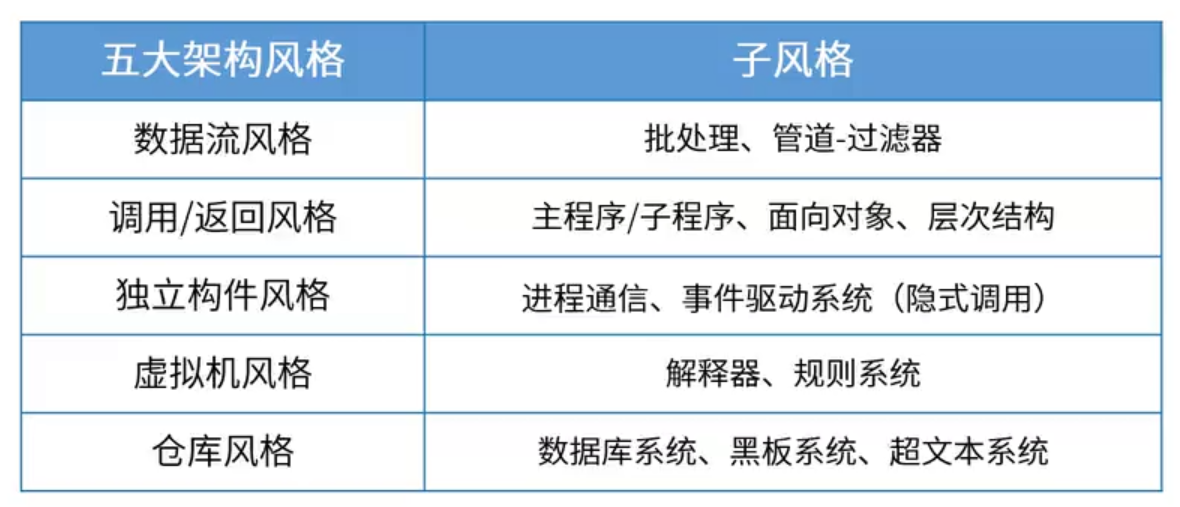 五大架构风格 子风格
数据流风格 批处理、管道-过滤器
调用/返回风格 主程序/子程序、面向对象、层次结构
独立构件风格 进程通信、事件驱动系统（隐式调用）
虚拟机风格 解释器、规则系统
仓库风格 数据库系统、黑板系统、超文本系统